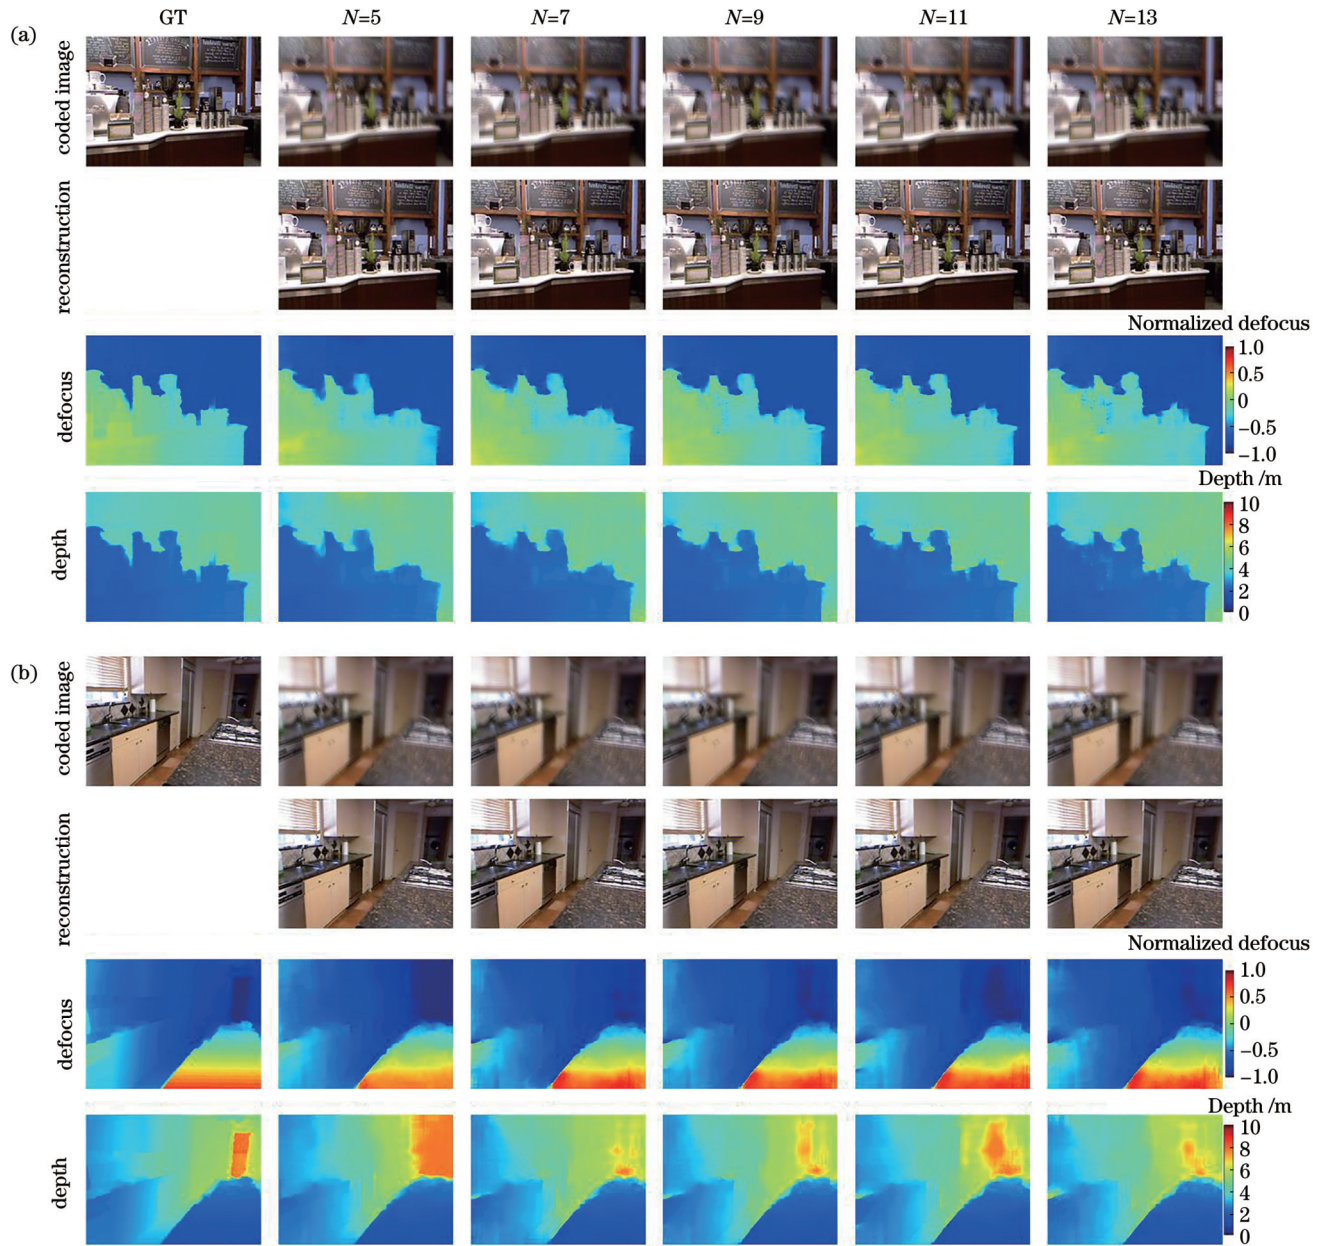 GT N=5 N=7 N=9 N=11 N=13
(a)
coded image
reconstruction
Normalized defocus
defocus
1.0
0.5
0
−0.5
−1.0
Depth /m
depth
10
8
6
4
2
0
(b)
coded image
reconstruction
Normalized defocus
defocus
1.0
0.5
0
−0.5
−1.0
Depth /m
depth
10
8
6
4
2
0